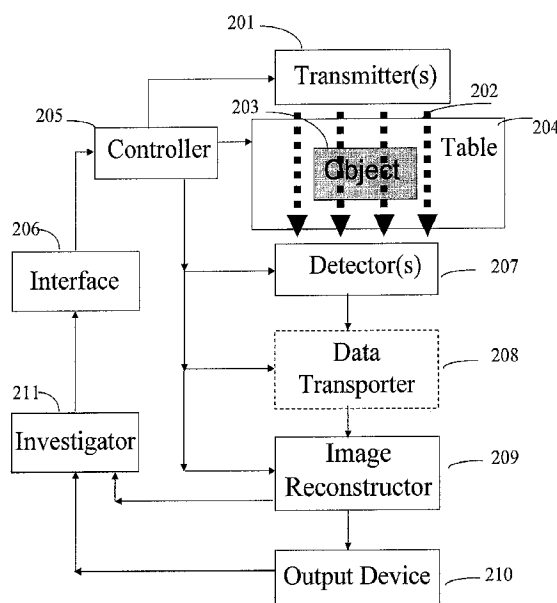 201
Transmitter(s)
202
203
204
205
Controller
Table
Object
206
Interface
Detector(s)
207
Data
Transporter
208
211
Investigator
Image
Reconstructor
209
Output Device
210